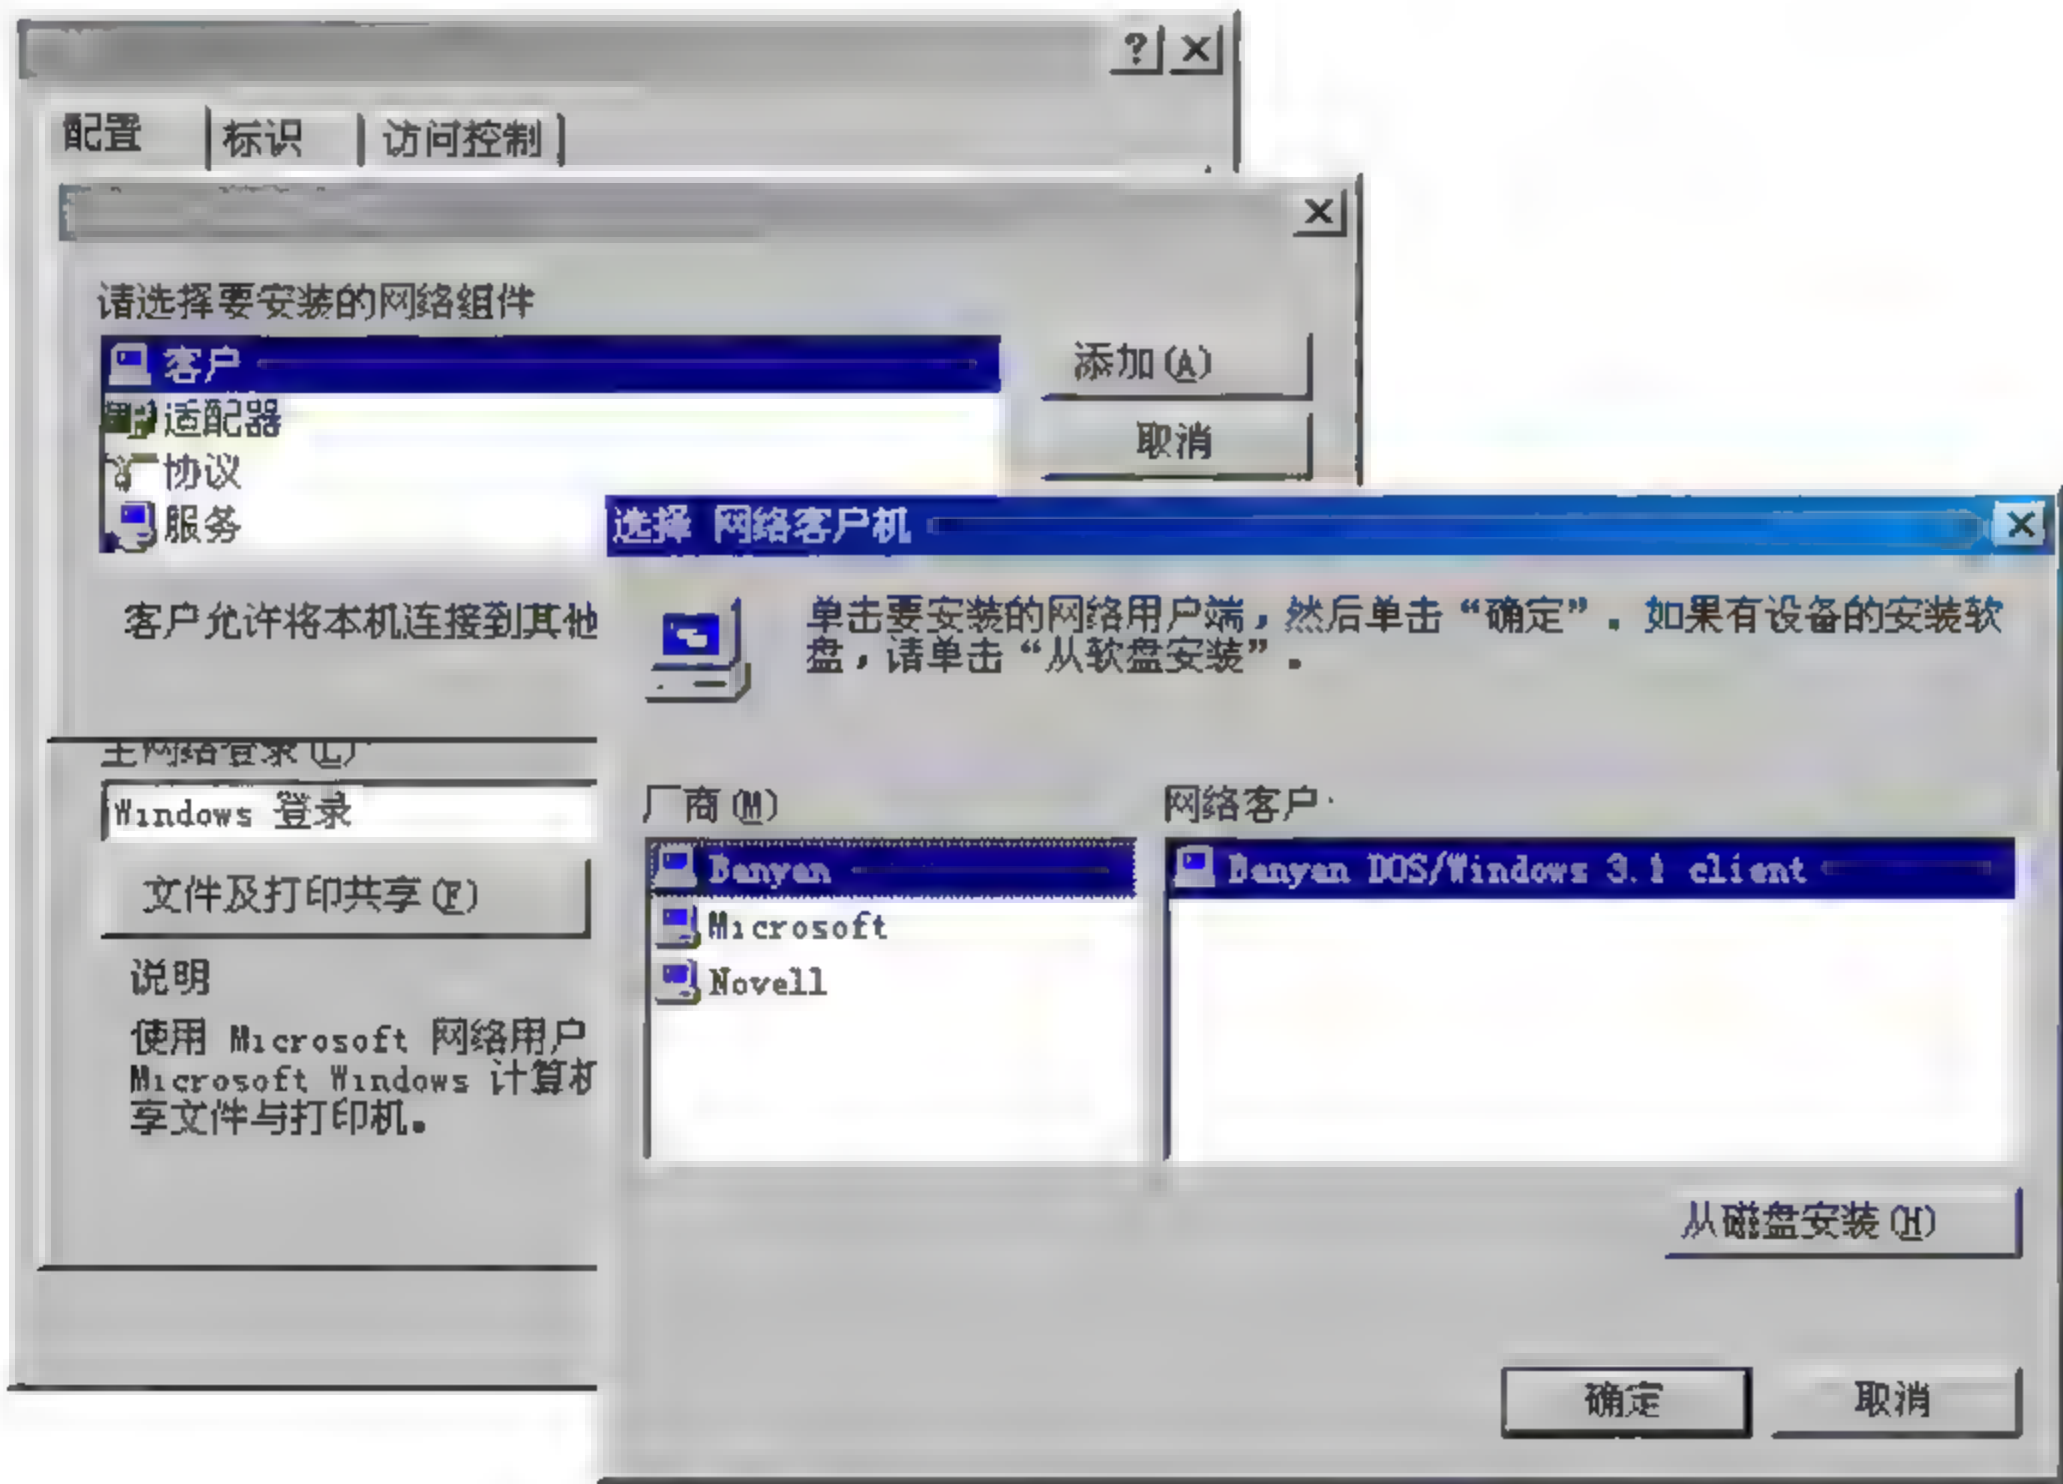 配置
标识
访问控制
请选择要安装的网络组件
客户
适配器
协议
服务
添加(A)
取消
客户允许将本机连接到其他
主网络登录(L)
Windows 登录
文件及打印共享(F)
说明
使用 Microsoft 网络用户
Microsoft Windows 计算机
享文件与打印机。
选择 网络客户机
单击要安装的网络用户端，然后单击“确定”. 如果有设备的安装软
盘，请单击“从软盘安装”.
厂商(M)
Banyan
Microsoft
Novell
网络客户
Banyan DOS/Windows 3.1 client
从磁盘安装(H)
确定
取消